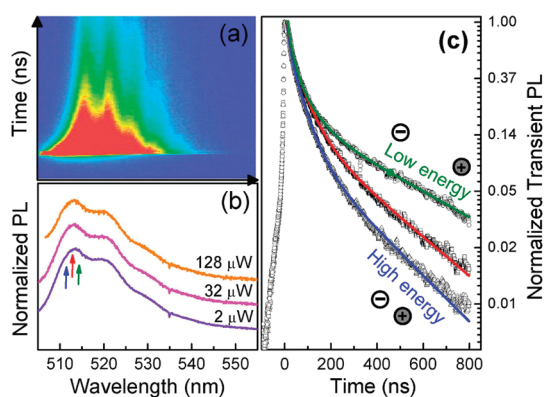 (a)
Time (ns)
(b)
Normalized PL
128 μW
32 μW
2 μW
510 520 530 540 550
Wavelength (nm)
(c)
Low energy
High energy
− +
− +
1.00
0.37
0.14
0.05
0.02
0.01
Normalized Transient PL
0 200 400 600 800
Time (ns)